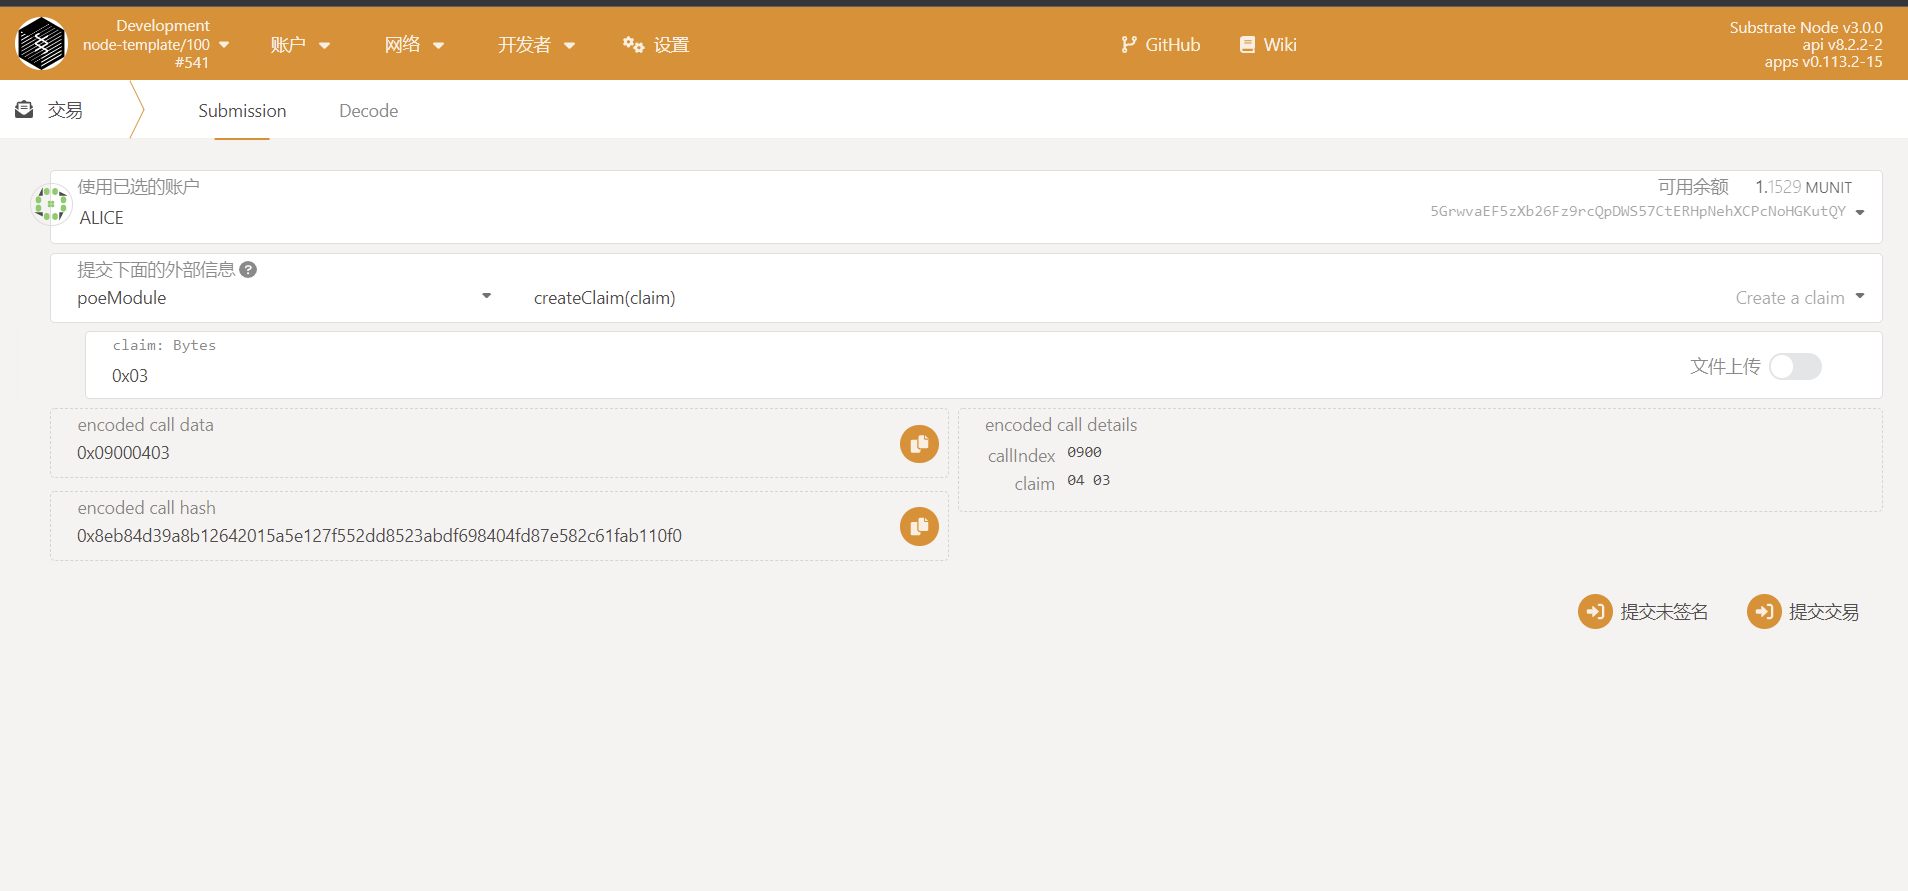 Development
node-template/100
#541
账户
网络
开发者
设置
GitHub
Wiki
Substrate Node v3.0.0
api v8.2.2-2
apps v0.113.2-15
交易
Submission
Decode
使用已选的账户
ALICE
可用余额 1.1529 MUNIT
5GrwvaEF5zXb26Fz9rcQpDWS57CtERHpNehXCPcNoHGKutQY
提交下面的外部信息
poeModule
createClaim(claim)
Create a claim
claim: Bytes
0x03
文件上传
encoded call data
0x09000403
encoded call details
callIndex 0900
claim 04 03
encoded call hash
0x8eb84d39a8b12642015a5e127f552dd8523abdf698404fd87e582c61fab110f0
提交未签名
提交交易